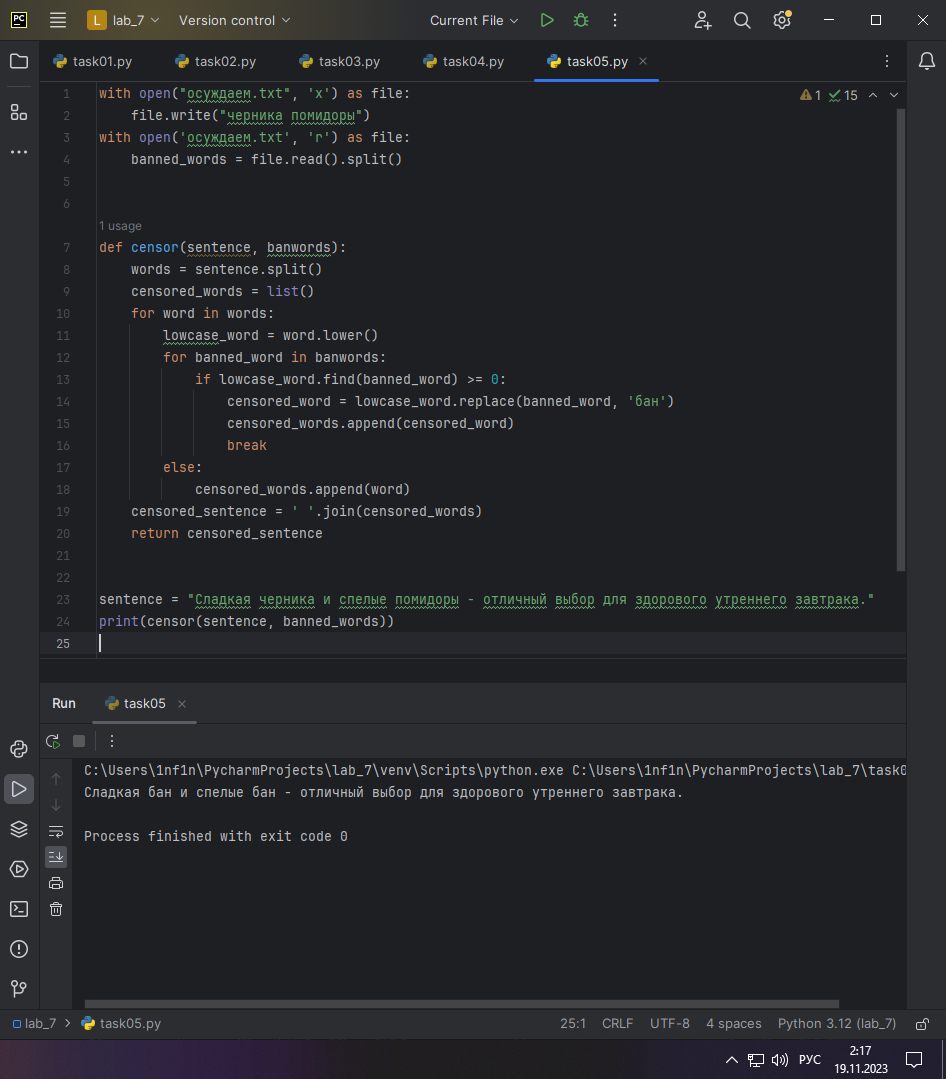 PC L lab_7 Version control Current File
task01.py task02.py task03.py task04.py task05.py
1 with open("осуждаем.txt", 'x') as file:
2 file.write("черника помидоры")
3 with open('осуждаем.txt', 'r') as file:
4 banned_words = file.read().split()
5
6
1 usage
7 def censor(sentence, banwords):
8 words = sentence.split()
9 censored_words = list()
10 for word in words:
11 lowcase_word = word.lower()
12 for banned_word in banwords:
13 if lowcase_word.find(banned_word) >= 0:
14 censored_word = lowcase_word.replace(banned_word, 'бан')
15 censored_words.append(censored_word)
16 break
17 else:
18 censored_words.append(word)
19 censored_sentence = ' '.join(censored_words)
20 return censored_sentence
21
22
23 sentence = "Сладкая черника и спелые помидоры - отличный выбор для здорового утреннего завтрака."
24 print(censor(sentence, banned_words))
25
1 15
Run task05
C:\Users\1nf1n\PycharmProjects\lab_7\venv\Scripts\python.exe C:\Users\1nf1n\PycharmProjects\lab_7\task0
Сладкая бан и спелые бан - отличный выбор для здорового утреннего завтрака.
Process finished with exit code 0
lab_7 > task05.py 25:1 CRLF UTF-8 4 spaces Python 3.12 (lab_7)
РУС 2:17
19.11.2023